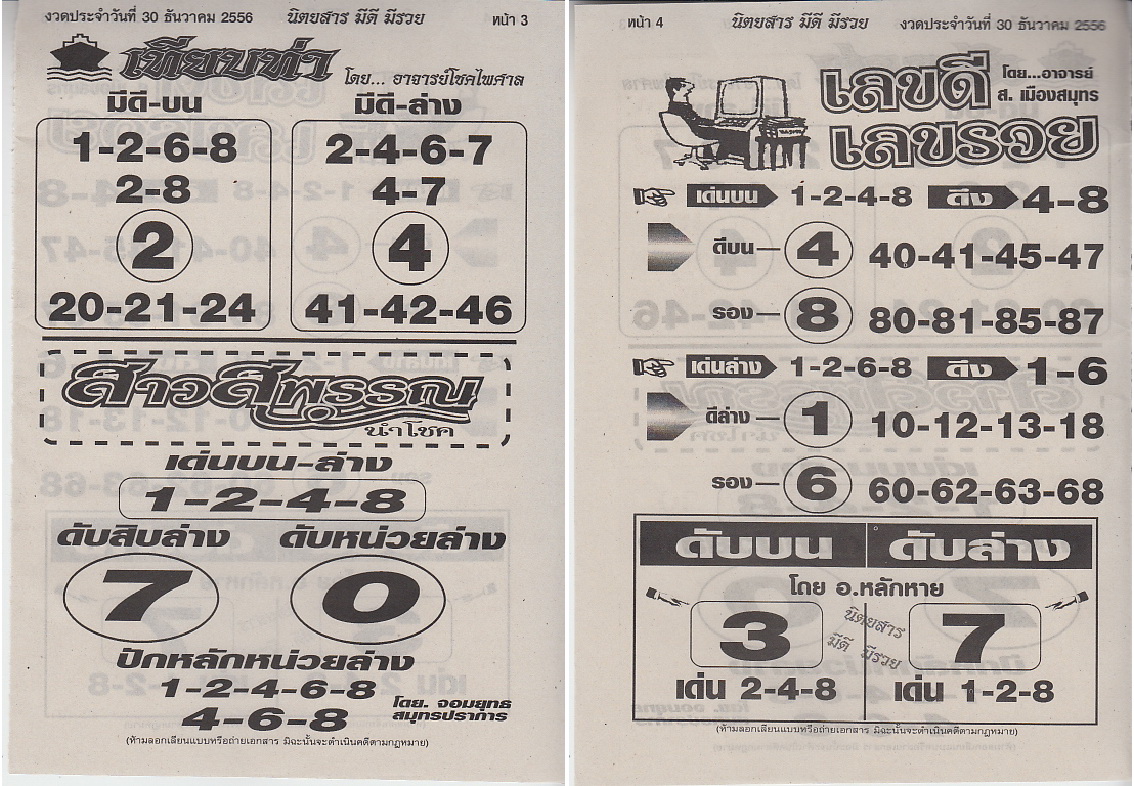 งวดประจำวันที่ 30 ธันวาคม 2556 นิตยสาร มีดี มีรวย หน้า 3
เทียบท่า
โดย... อาจารย์โชคไพศาล
มีดี-บน มีดี-ล่าง
1-2-6-8 2-4-6-7
2-8 4-7
2 4
20-21-24 41-42-46
สาวสุพรรณ
นำโชค
เด่นบน-ล่าง
1-2-4-8
ดับสิบล่าง ดับหน่วยล่าง
7 0
ปักหลักหน่วยล่าง
1-2-4-6-8
4-6-8
โดย. จอมยุทธ
สมุทรปราการ
(ห้ามลอกเลียนแบบหรือถ่ายเอกสาร มิฉะนั้นจะดำเนินคดีตามกฎหมาย)
หน้า 4 นิตยสาร มีดี มีรวย งวดประจำวันที่ 30 ธันวาคม 2556
เลขดี
โดย...อาจารย์
ส. เมืองสมุทร
เลขรวย
เด่นบน 1-2-4-8 ดึง 4-8
ดีบน 4 40-41-45-47
รอง 8 80-81-85-87
เด่นล่าง 1-2-6-8 ดึง 1-6
ดีล่าง 1 10-12-13-18
รอง 6 60-62-63-68
ดับบน ดับล่าง
โดย อ.หลักหาย
3 7
นิตยสาร
มีดี มีรวย
เด่น 2-4-8 เด่น 1-2-8
(ห้ามลอกเลียนแบบหรือถ่ายเอกสาร มิฉะนั้นจะดำเนินคดีตามกฎหมาย)